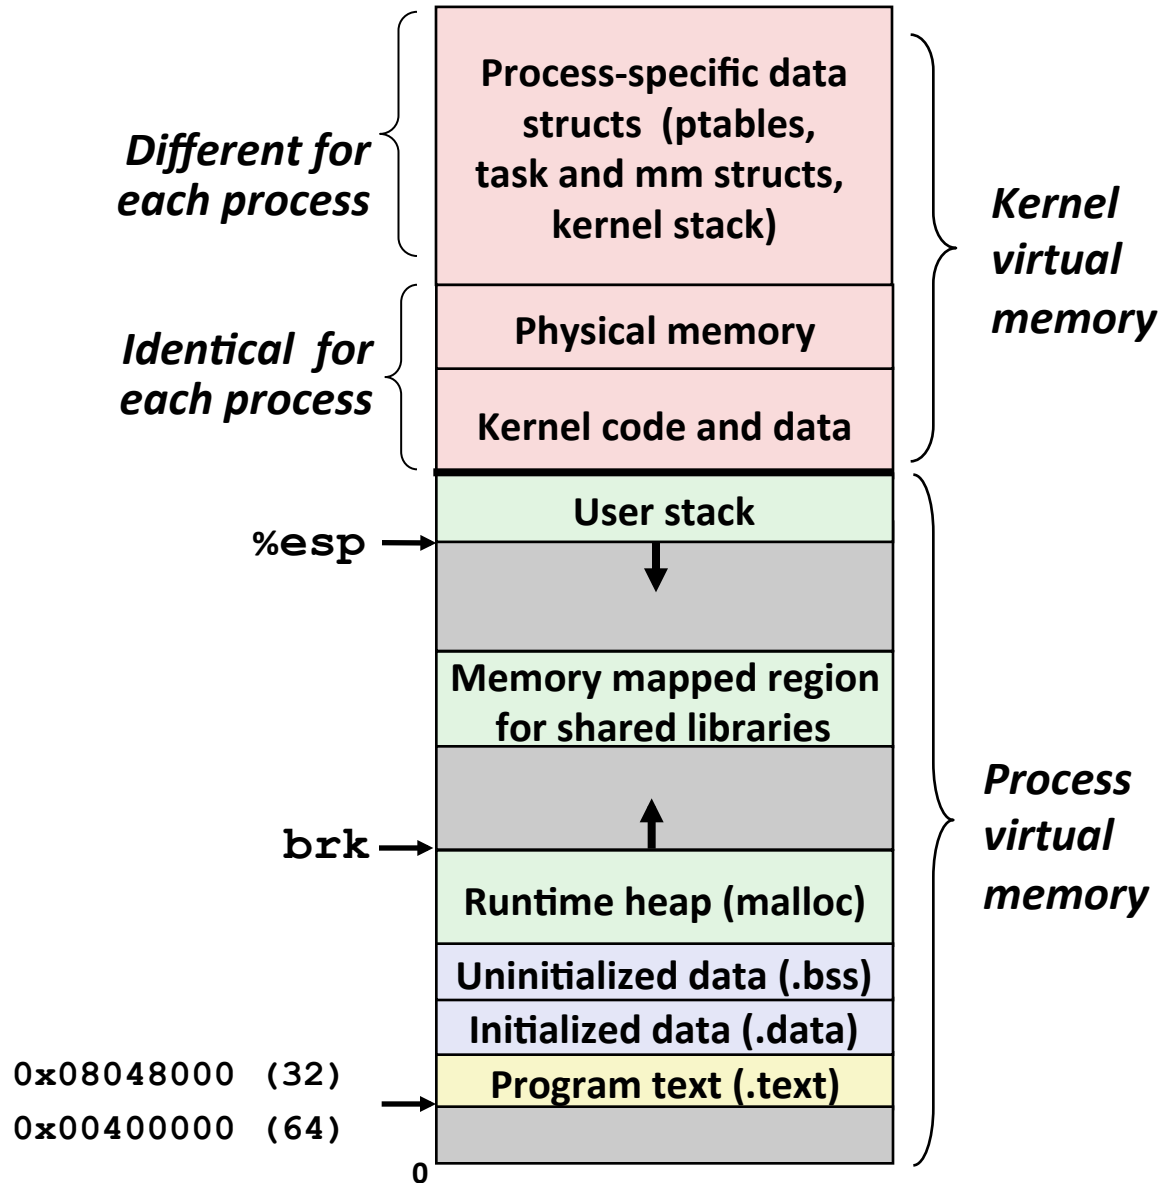 Process-specific data
structs (ptables,
task and mm structs,
kernel stack)
Different for
each process
Kernel
virtual
memory
Physical memory
Identical for
each process
Kernel code and data
User stack
%esp
Memory mapped region
for shared libraries
Process
virtual
memory
brk
Runtime heap (malloc)
Uninitialized data (.bss)
Initialized data (.data)
Program text (.text)
0x08048000 (32)
0x00400000 (64)
0